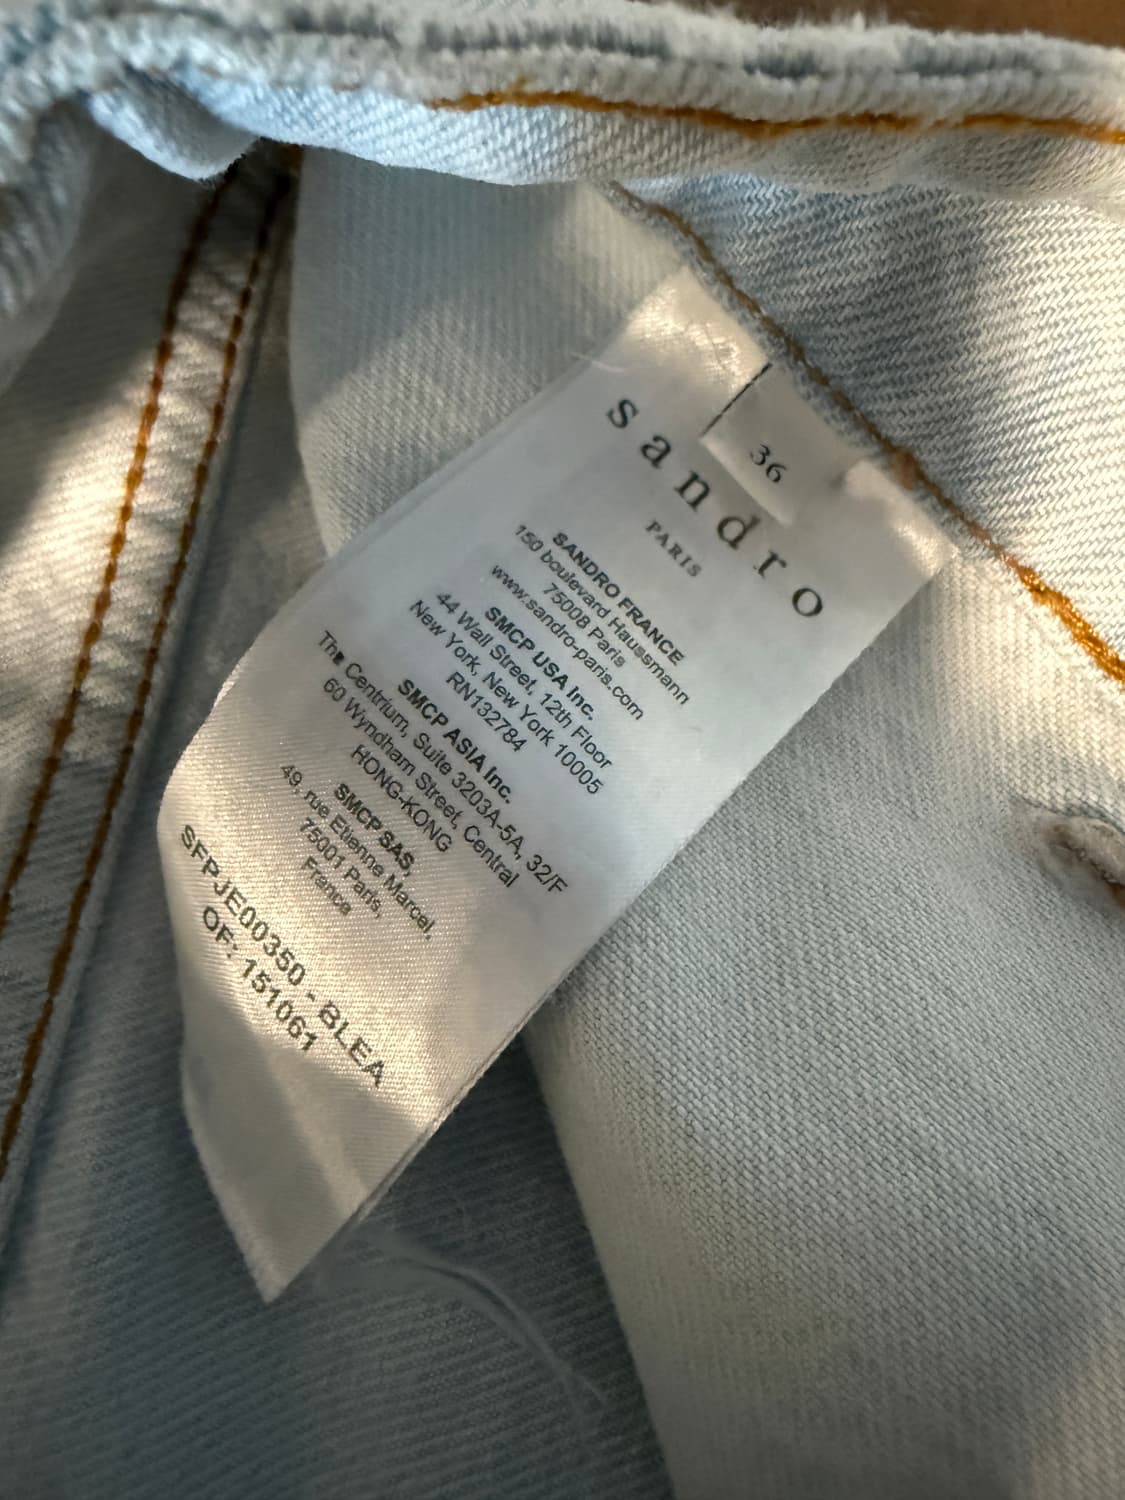 36
sandro
PARIS
SANDRO FRANCE
150 boulevard Haussmann
75008 Paris
www.sandro-paris.com
SMCP USA Inc.
44 Wall Street, 12th Floor
New York, New York 10005
RN132784
SMCP ASIA Inc.
The Centrium, Suite 3203A-5A, 32/F
60 Wyndham Street, Central
HONG-KONG
SMCP SAS,
49, rue Etienne Marcel,
75001 Paris,
France
SFPJE00350 - BLEA
OF: 151061